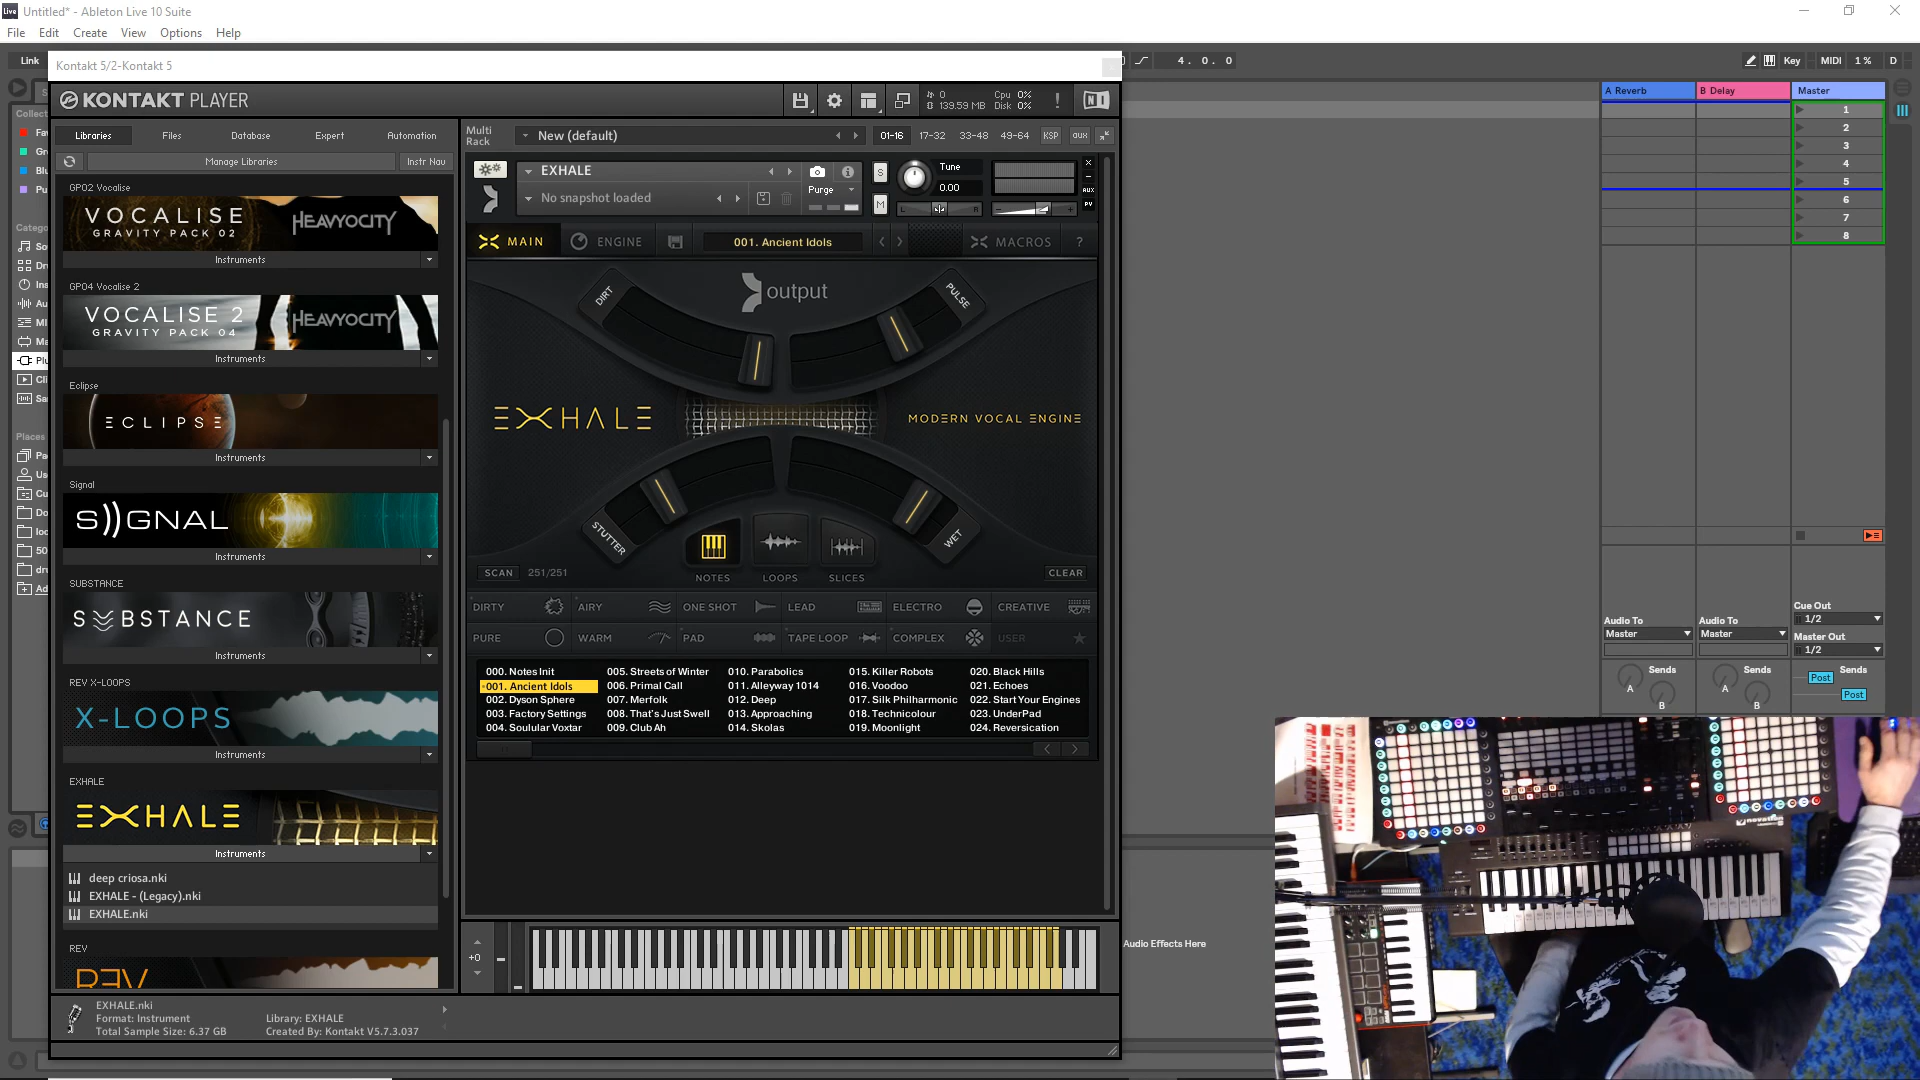 Untitled* - Ableton Live 10 Suite
File Edit Create View Options Help
Link
4 . 0 . 0
Key MIDI 1 % D
Kontakt 5/2-Kontakt 5
KONTAKT PLAYER
0
139.59 MB
Cpu 0%
Disk 0%
!
Libraries Files Database Expert Automation
Manage Libraries Instr Nav
GP02 Vocalise
VOCALISE
GRAVITY PACK 02
HEAVYOCITY
Instruments
GP04 Vocalise 2
VOCALISE 2
GRAVITY PACK 04
HEAVYOCITY
Instruments
Eclipse
ECLIPSE
Instruments
Signal
SIGNAL
Instruments
SUBSTANCE
SUBSTANCE
Instruments
REV X-LOOPS
X-LOOPS
Instruments
EXHALE
EXHALE
Instruments
deep criosa.nki
EXHALE - (Legacy).nki
EXHALE.nki
REV
REV
EXHALE.nki
Format: Instrument
Total Sample Size: 6.37 GB
Library: EXHALE
Created By: Kontakt V5.7.3.037
Multi
Rack
New (default)
01-16 17-32 33-48 49-64 KSP aux
EXHALE
No snapshot loaded
Purge
S
M
Tune
0.00
AUX
PV
MAIN ENGINE 001. Ancient Idols MACROS ?
DIRT
output
PULSE
EXHALE
MODERN VOCAL ENGINE
STUTTER
WET
NOTES LOOPS SLICES
SCAN 251/251
CLEAR
DIRTY AIRY ONE SHOT LEAD ELECTRO CREATIVE
PURE WARM PAD TAPE LOOP COMPLEX USER
000. Notes Init 005. Streets of Winter 010. Parabolics 015. Killer Robots 020. Black Hills
001. Ancient Idols 006. Primal Call 011. Alleyway 1014 016. Voodoo 021. Echoes
002. Dyson Sphere 007. Merfolk 012. Deep 017. Silk Philharmonic 022. Start Your Engines
003. Factory Settings 008. That's Just Swell 013. Approaching 018. Technicolour 023. UnderPad
004. Soulular Voxtar 009. Club Ah 014. Skolas 019. Moonlight 024. Reversication
+0
A Reverb B Delay Master
1
2
3
4
5
6
7
8
Cue Out
1/2
Audio To Audio To
Master Out
Master Master
1/2
Sends Sends Sends
A A Post
B B Post
Audio Effects Here
novation
Collect
Categ
Places